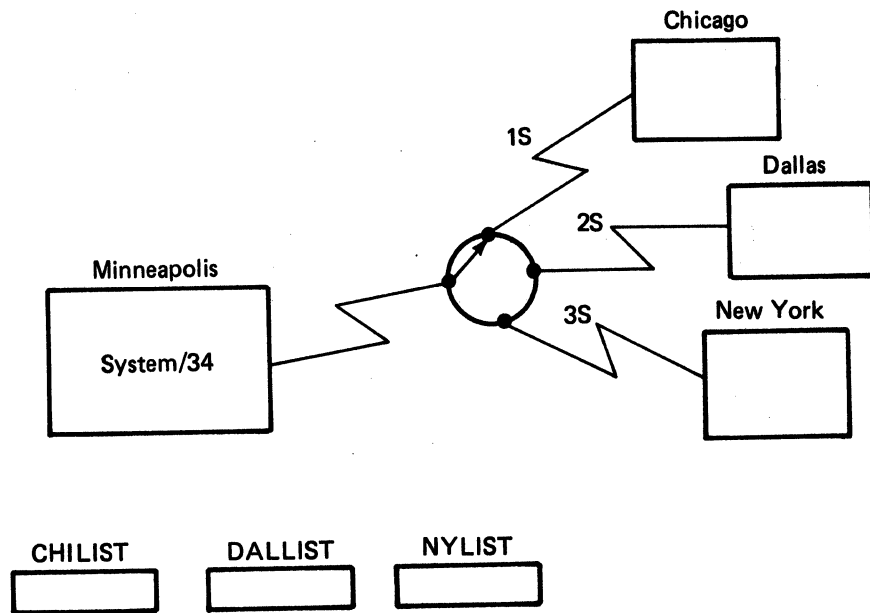 Chicago
1S
Dallas
2S
Minneapolis
New York
3S
System/34
CHILIST DALLIST NYLIST